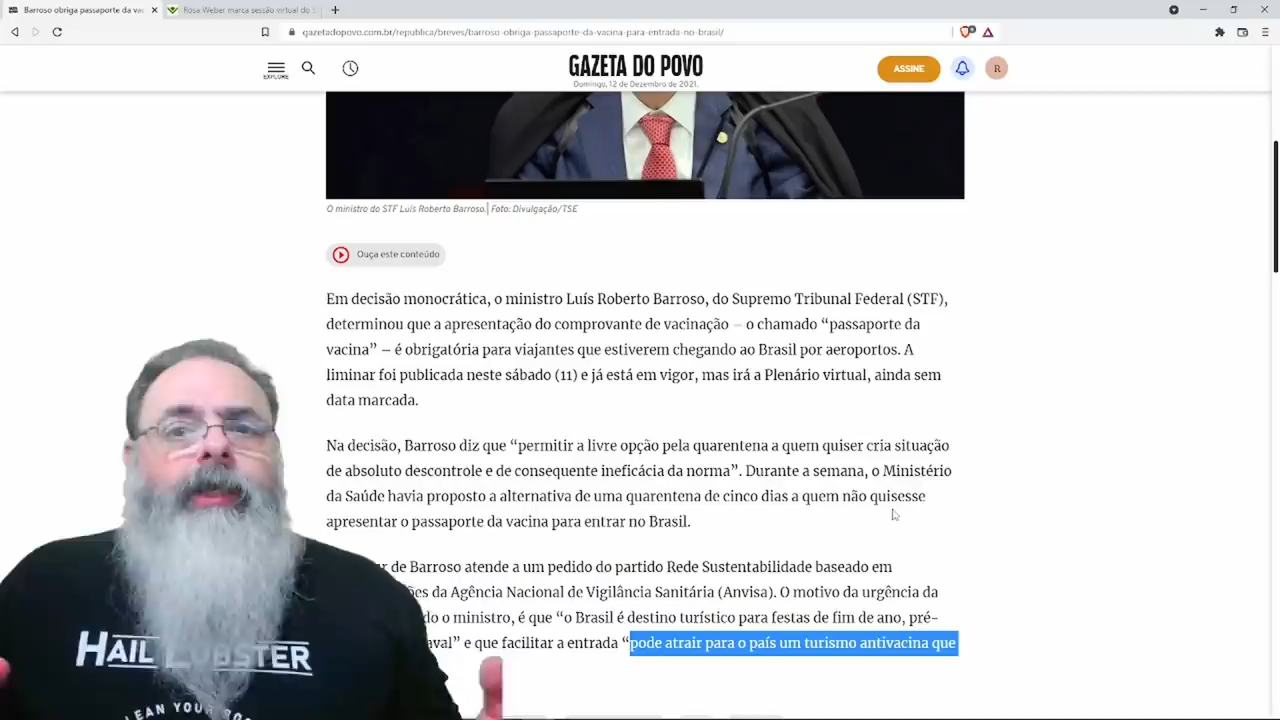 Barroso obriga passaporte da vac
Rosa Weber marca sessão virtual do S
gazetadopovo.com.br/republica/breves/barroso-obriga-passaporte-da-vacina-para-entrada-no-brasil/
EXPLORE
GAZETA DO POVO
Domingo, 12 de Dezembro de 2021.
ASSINE
R
O ministro do STF Luís Roberto Barroso.| Foto: Divulgação/TSE
Ouça este conteúdo
Em decisão monocrática, o ministro Luís Roberto Barroso, do Supremo Tribunal Federal (STF),
determinou que a apresentação do comprovante de vacinação – o chamado “passaporte da
vacina” – é obrigatória para viajantes que estiverem chegando ao Brasil por aeroportos. A
liminar foi publicada neste sábado (11) e já está em vigor, mas irá a Plenário virtual, ainda sem
data marcada.
Na decisão, Barroso diz que “permitir a livre opção pela quarentena a quem quiser cria situação
de absoluto descontrole e de consequente ineficácia da norma”. Durante a semana, o Ministério
da Saúde havia proposto a alternativa de uma quarentena de cinco dias a quem não quisesse
apresentar o passaporte da vacina para entrar no Brasil.
de Barroso atende a um pedido do partido Rede Sustentabilidade baseado em
da Agência Nacional de Vigilância Sanitária (Anvisa). O motivo da urgência da
o ministro, é que “o Brasil é destino turístico para festas de fim de ano, pré-
aval” e que facilitar a entrada “pode atrair para o país um turismo antivacina que
HAIL LOBSTER
LEAN YOUR